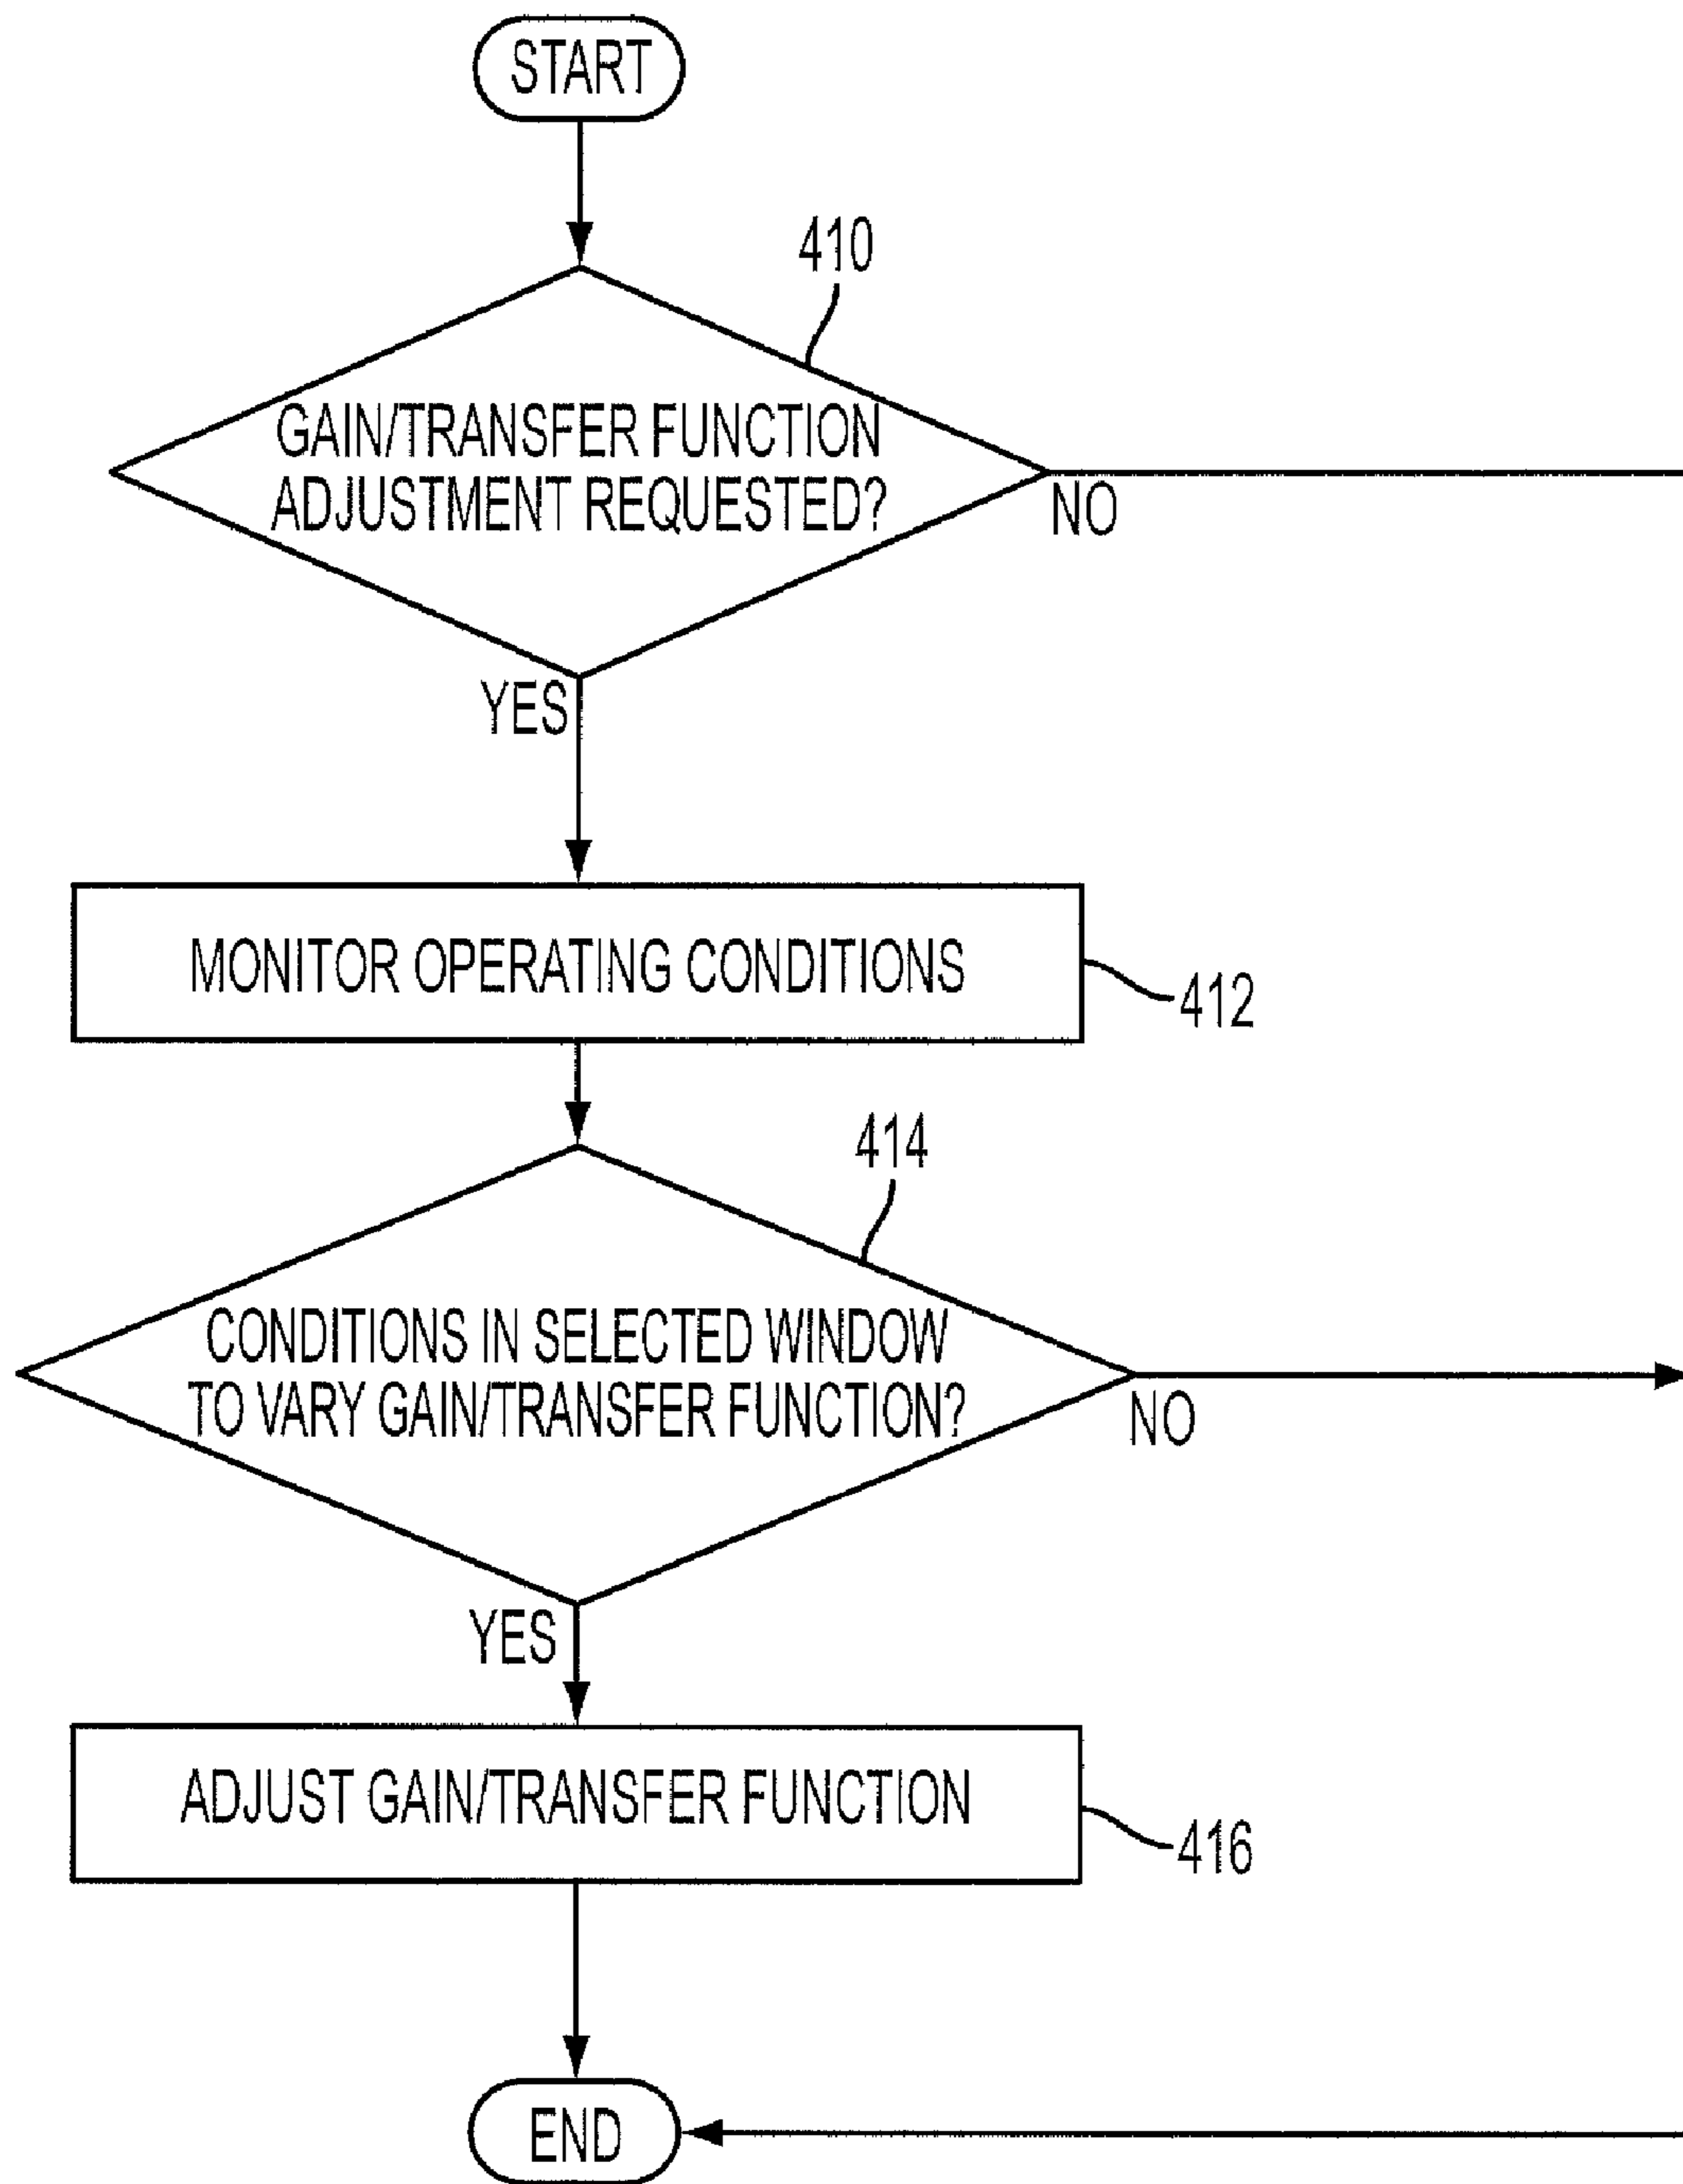 START
410
GAIN/TRANSFER FUNCTION
ADJUSTMENT REQUESTED?
NO
YES
MONITOR OPERATING CONDITIONS
412
414
CONDITIONS IN SELECTED WINDOW
TO VARY GAIN/TRANSFER FUNCTION?
NO
YES
ADJUST GAIN/TRANSFER FUNCTION
416
END